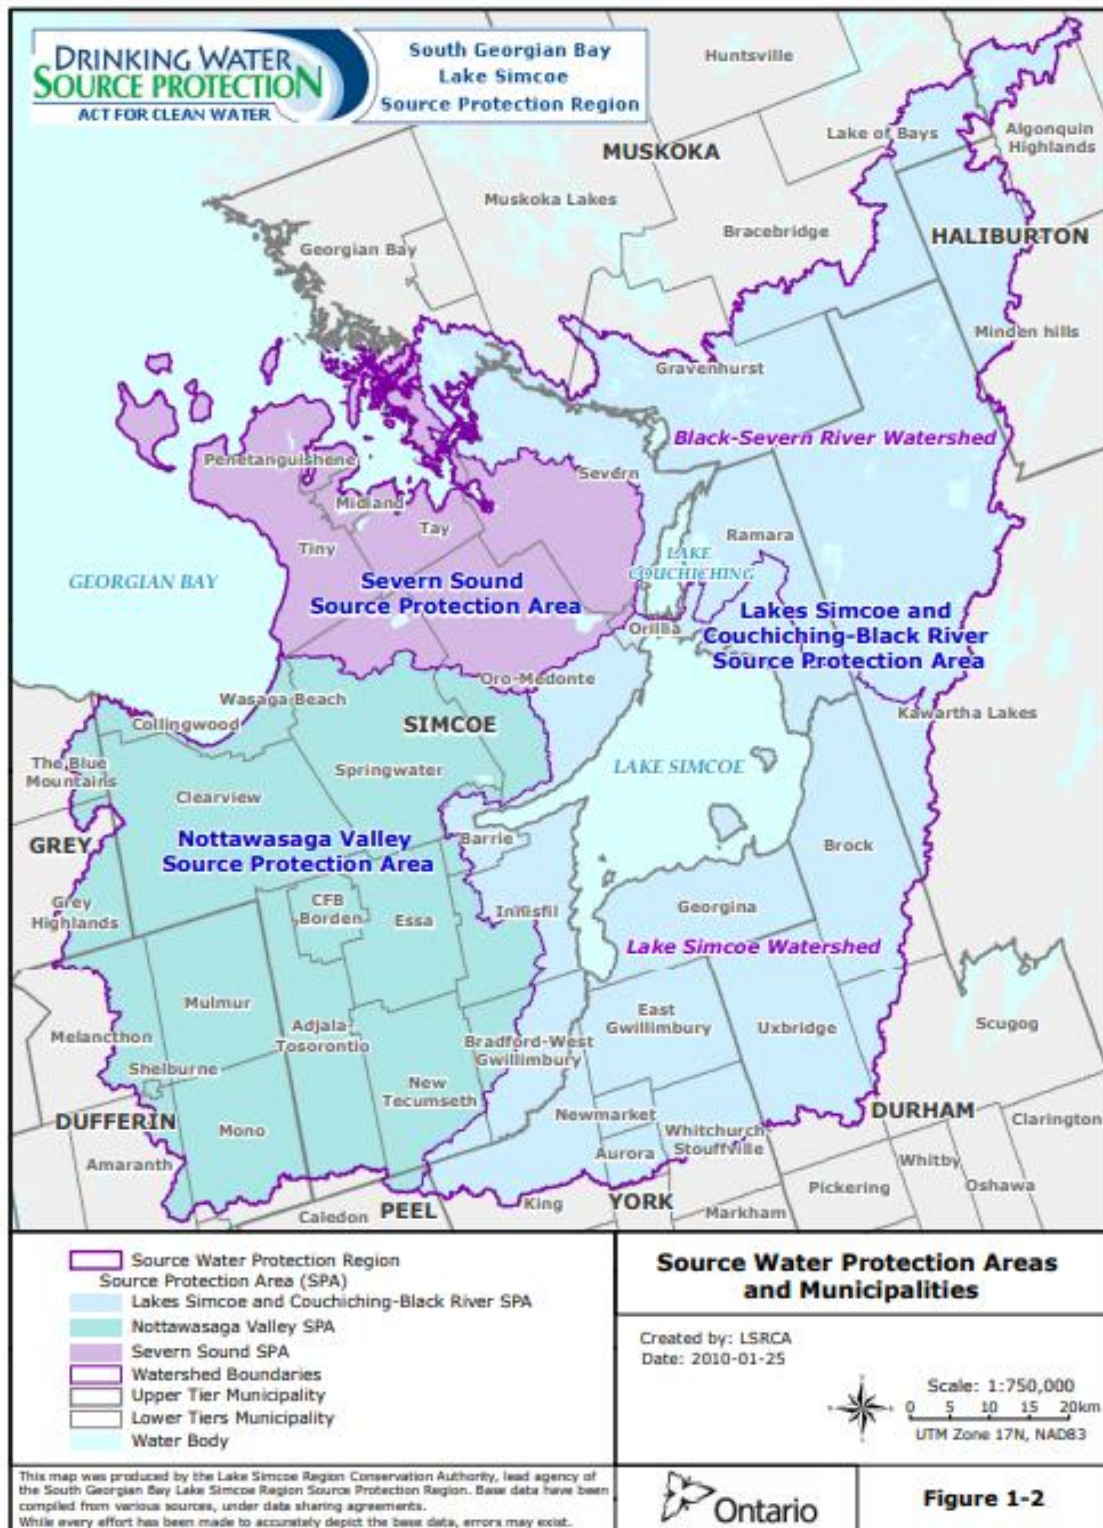 DRINKING WATER
SOURCE PROTECTION
ACT FOR CLEAN WATER
South Georgian Bay
Lake Simcoe
Source Protection Region
Huntsville
Lake of Bays
Algonquin
Highlands
MUSKOKA
Muskoka Lakes
Bracebridge
HALIBURTON
Georgian Bay
Minden hills
Gravenhurst
Black-Severn River Watershed
Penetanguishene
Severn
Midland
Tay
Ramara
Tiny
LAKE
COUCHICHING
GEORGIAN BAY
Severn Sound
Source Protection Area
Lakes Simcoe and
Couchiching-Black River
Source Protection Area
Orillia
Oro-Medonte
Wasaga Beach
Kawartha Lakes
Collingwood
SIMCOE
The Blue
Mountains
Springwater
LAKE SIMCOE
Clearview
GREY
Nottawasaga Valley
Source Protection Area
Barrie
Brock
Grey
Highlands
CFB
Borden
Essa
Innisfil
Georgina
Lake Simcoe Watershed
Mulmur
Melancthon
Adjala-
Tosorontio
East
Gwillimbury
Uxbridge
Scugog
Bradford-West
Gwillimbury
Shelburne
New
Tecumseth
DUFFERIN
Mono
Newmarket
DURHAM
Clarington
Whitchurch
Stouffville
Amaranth
Aurora
Whitby
Oshawa
Pickering
Caledon
PEEL
King
YORK
Markham
Source Water Protection Region
Source Protection Area (SPA)
Lakes Simcoe and Couchiching-Black River SPA
Nottawasaga Valley SPA
Severn Sound SPA
Watershed Boundaries
Upper Tier Municipality
Lower Tiers Municipality
Water Body
Source Water Protection Areas
and Municipalities
Created by: LSRCA
Date: 2010-01-25
Scale: 1:750,000
0 5 10 15 20km
UTM Zone 17N, NAD83
This map was produced by the Lake Simcoe Region Conservation Authority, lead agency of
the South Georgian Bay Lake Simcoe Region Source Protection Region. Base data have been
compiled from various sources, under data sharing agreements.
While every effort has been made to accurately depict the base data, errors may exist.
Ontario
Figure 1-2